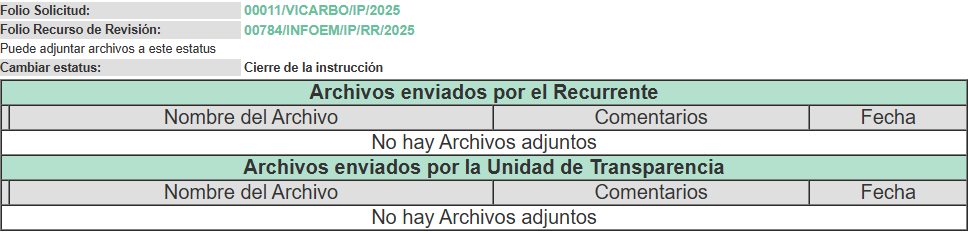 Folio Solicitud: 00011/VICARBO/IP/2025
Folio Recurso de Revisión: 00784/INFOEM/IP/RR/2025
Puede adjuntar archivos a este estatus
Cambiar estatus: Cierre de la instrucción
Archivos enviados por el Recurrente
Nombre del Archivo Comentarios Fecha
No hay Archivos adjuntos
Archivos enviados por la Unidad de Transparencia
Nombre del Archivo Comentarios Fecha
No hay Archivos adjuntos